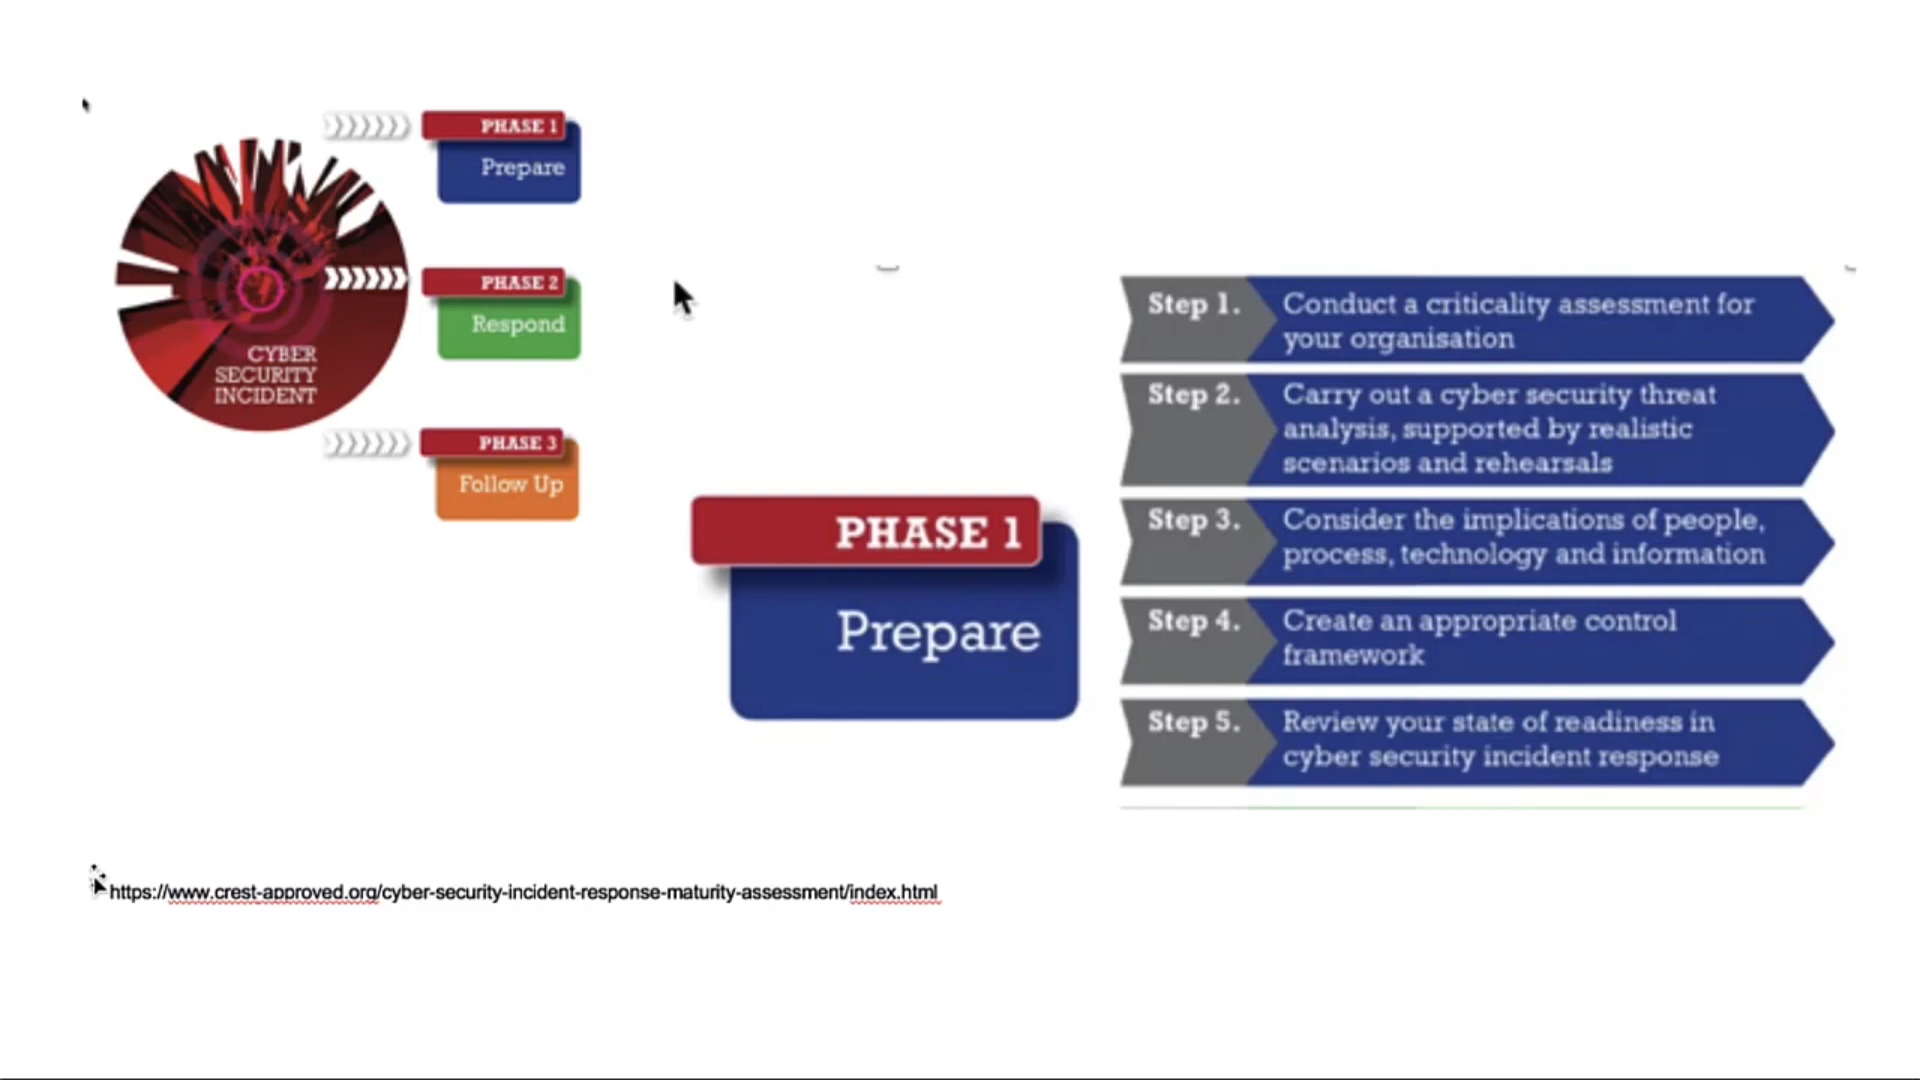 PHASE 1
Prepare
PHASE 2
Respond
CYBER
SECURITY
INCIDENT
PHASE 3
Follow Up
PHASE 1
Prepare
Step 1. Conduct a criticality assessment for
your organisation
Step 2. Carry out a cyber security threat
analysis, supported by realistic
scenarios and rehearsals
Step 3. Consider the implications of people,
process, technology and information
Step 4. Create an appropriate control
framework
Step 5. Review your state of readiness in
cyber security incident response
https://www.crest-approved.org/cyber-security-incident-response-maturity-assessment/index.html